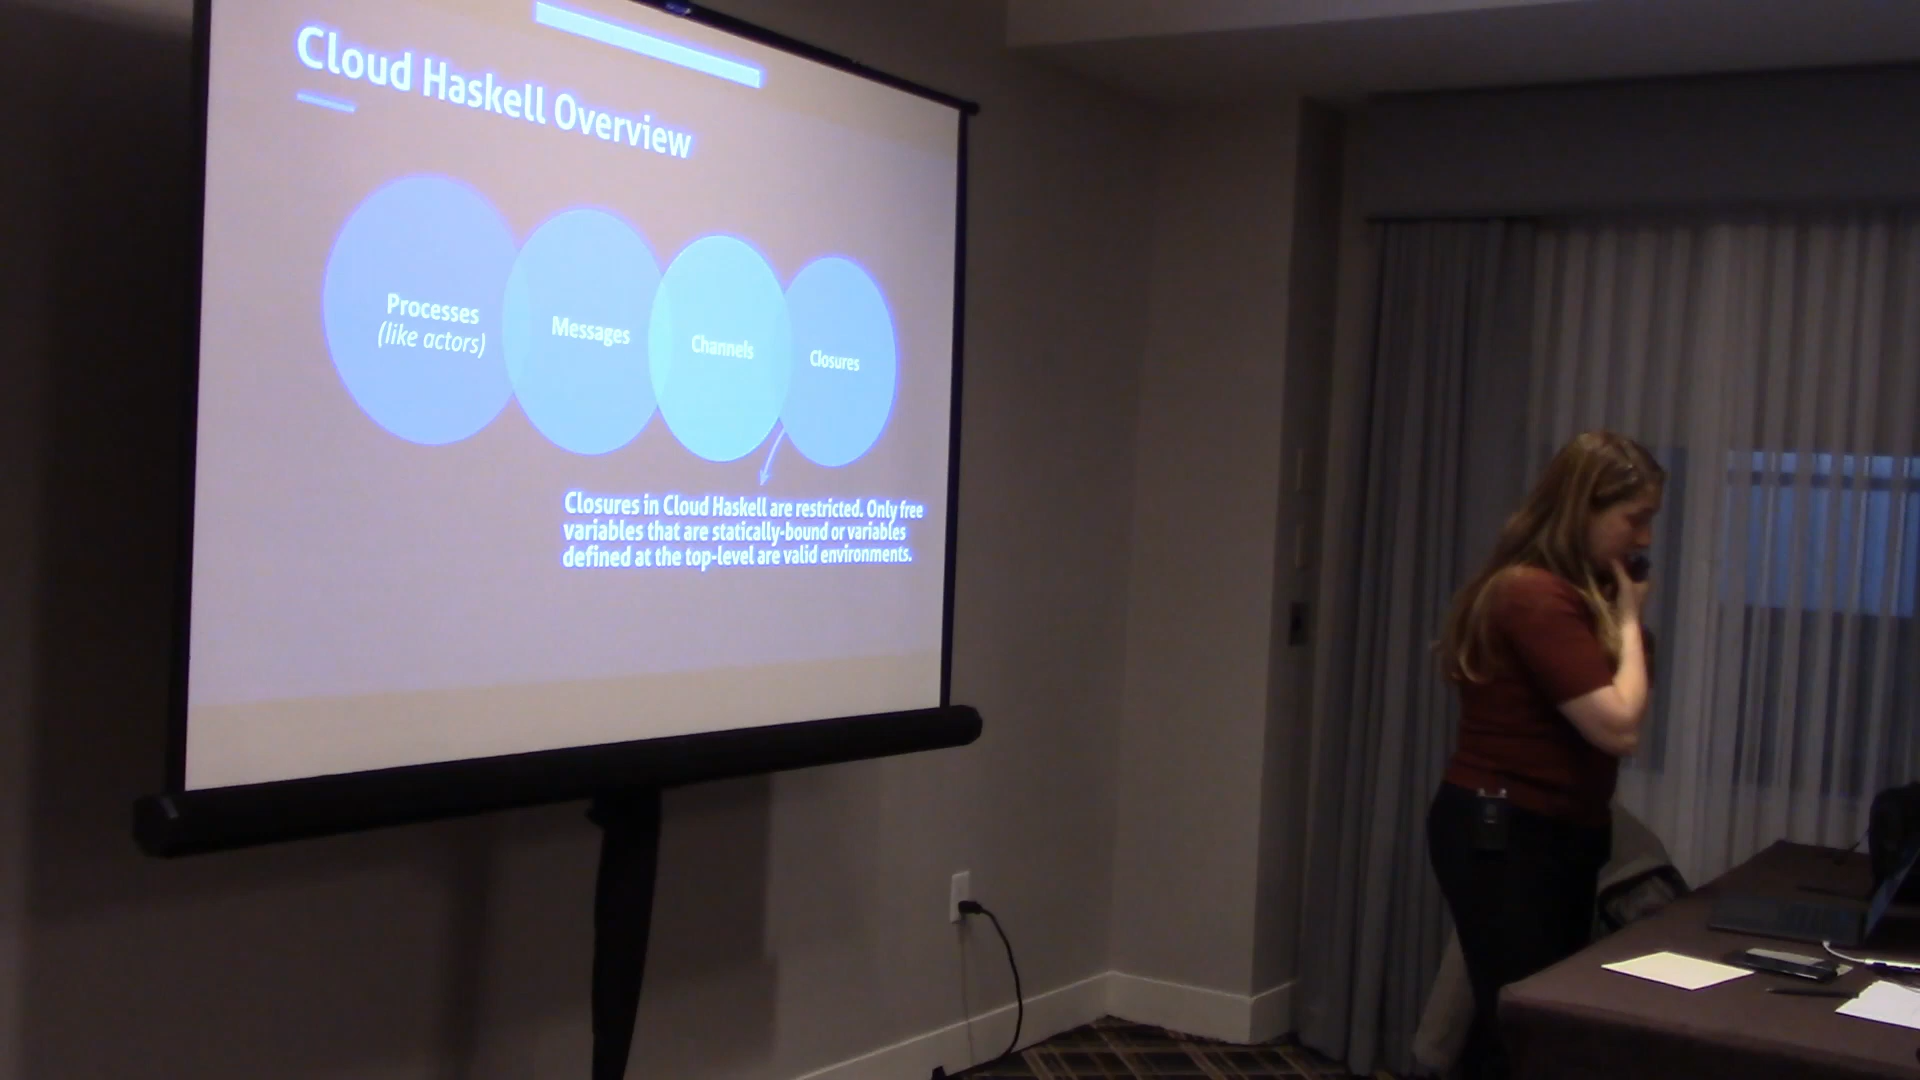 Cloud Haskell Overview
Processes
(like actors)
Messages
Channels
Closures
Closures in Cloud Haskell are restricted. Only free
variables that are statically-bound or variables
defined at the top-level are valid environments.